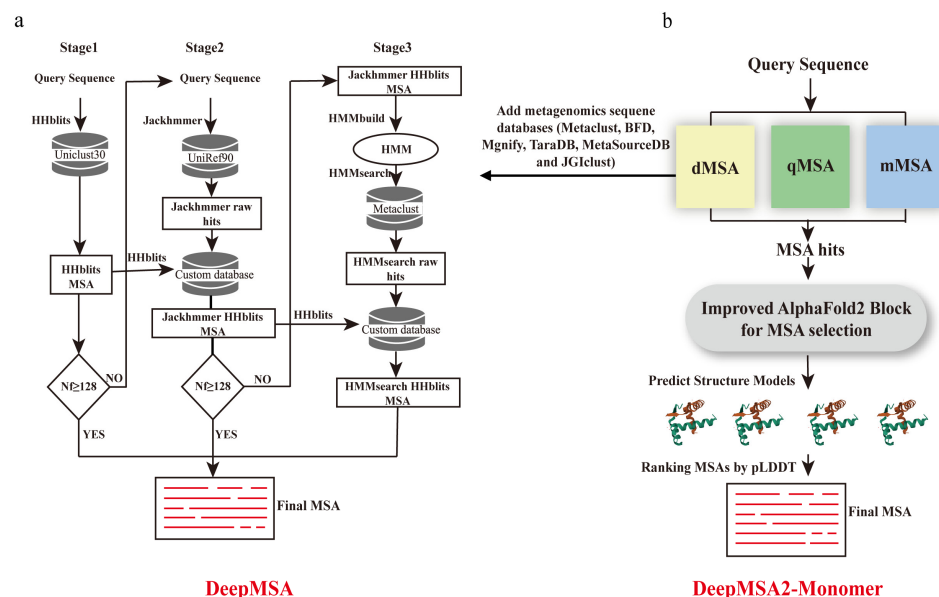 a
Stage1
Stage2
Stage3
Query Sequence
HHblits
Uniclust30
HHblits
MSA
HHblits
Nf≥128
NO
YES
Query Sequence
Jackhmmer
UniRef90
Jackhmmer raw
hits
Custom database
Jackhmmer HHblits
MSA
HHblits
Nf≥128
NO
YES
Jackhmmer HHblits
MSA
HMMbuild
HMM
HMMsearch
Metaclust
HMMsearch raw
hits
Custom database
HMMsearch HHblits
MSA
Final MSA
DeepMSA
Add metagenomics sequene
databases (Metaclust, BFD,
Mgnify, TaraDB, MetaSourceDB
and JGIclust)
b
Query Sequence
dMSA
qMSA
mMSA
MSA hits
Improved AlphaFold2 Block
for MSA selection
Predict Structure Models
Ranking MSAs by pLDDT
Final MSA
DeepMSA2-Monomer